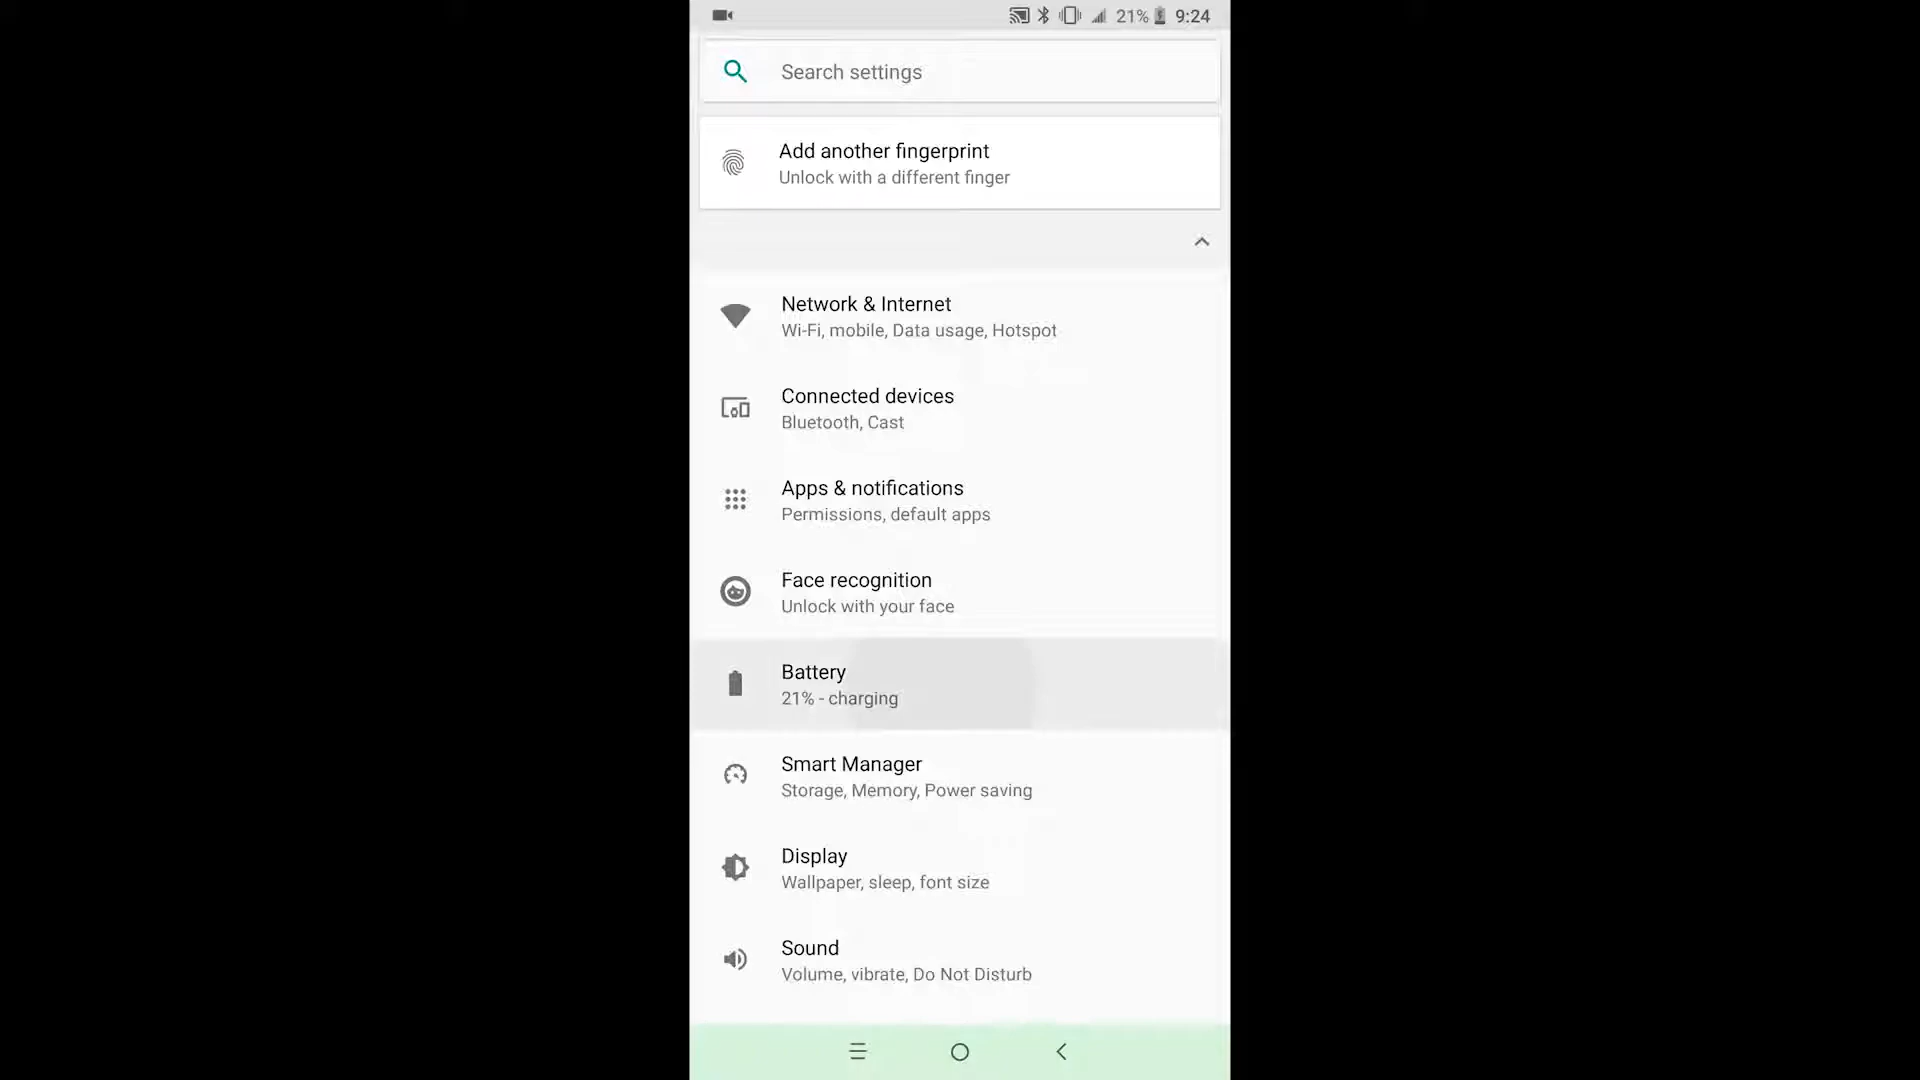 21% 9:24
Search settings
Add another fingerprint
Unlock with a different finger
Network & Internet
Wi-Fi, mobile, Data usage, Hotspot
Connected devices
Bluetooth, Cast
Apps & notifications
Permissions, default apps
Face recognition
Unlock with your face
Battery
21% - charging
Smart Manager
Storage, Memory, Power saving
Display
Wallpaper, sleep, font size
Sound
Volume, vibrate, Do Not Disturb